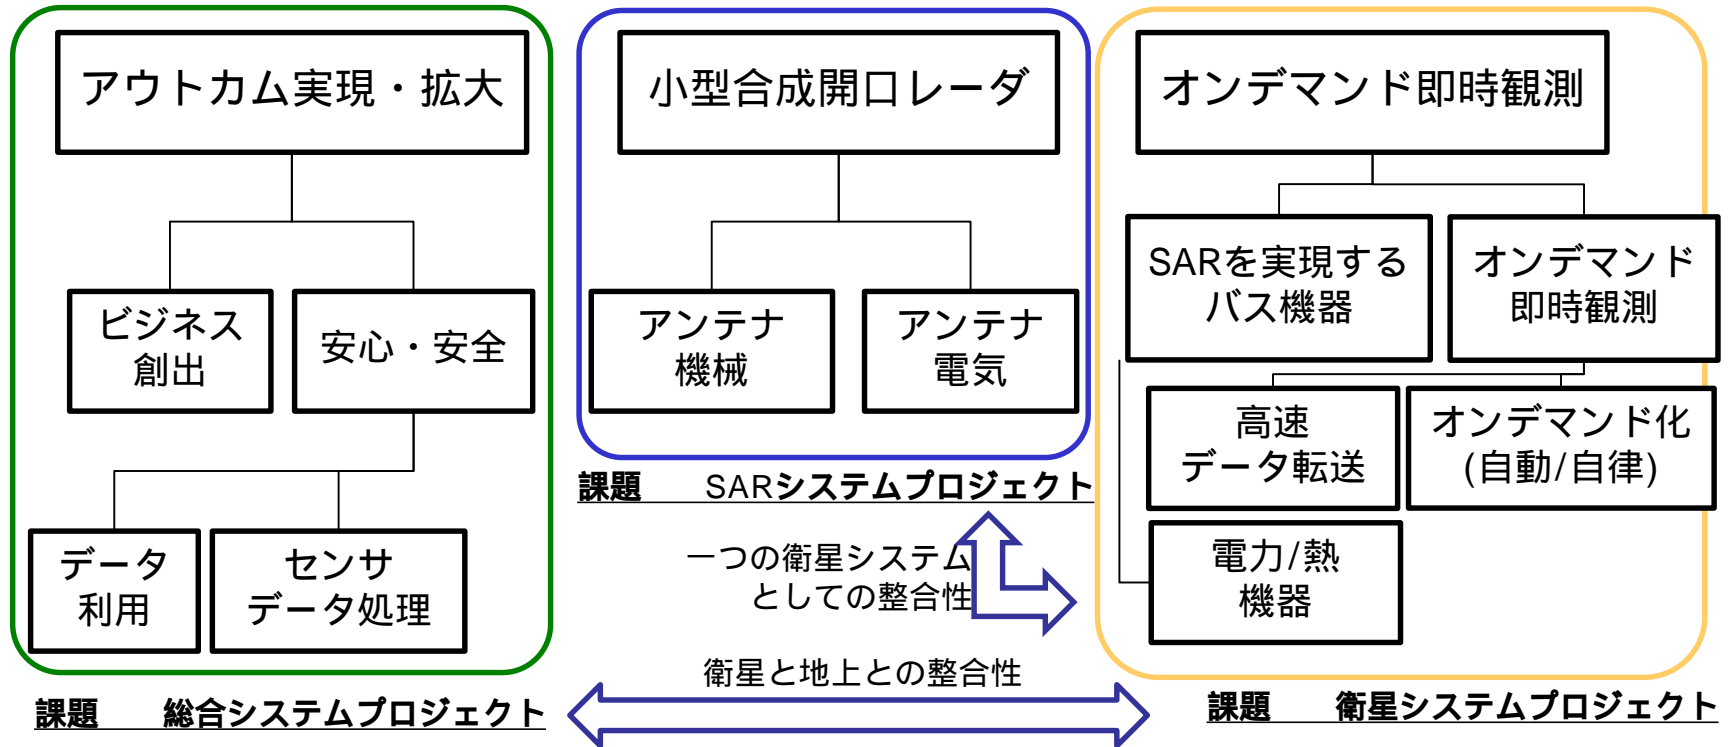 アウトカム実現・拡大
ビジネス
創出
安心・安全
データ
利用
センサ
データ処理
課題　　総合システムプロジェクト
小型合成開口レーダ
アンテナ
機械
アンテナ
電気
課題　　SARシステムプロジェクト
一つの衛星システム
としての整合性
衛星と地上との整合性
オンデマンド即時観測
SARを実現する
バス機器
オンデマンド
即時観測
高速
データ転送
オンデマンド化
(自動/自律)
電力/熱
機器
課題　　衛星システムプロジェクト